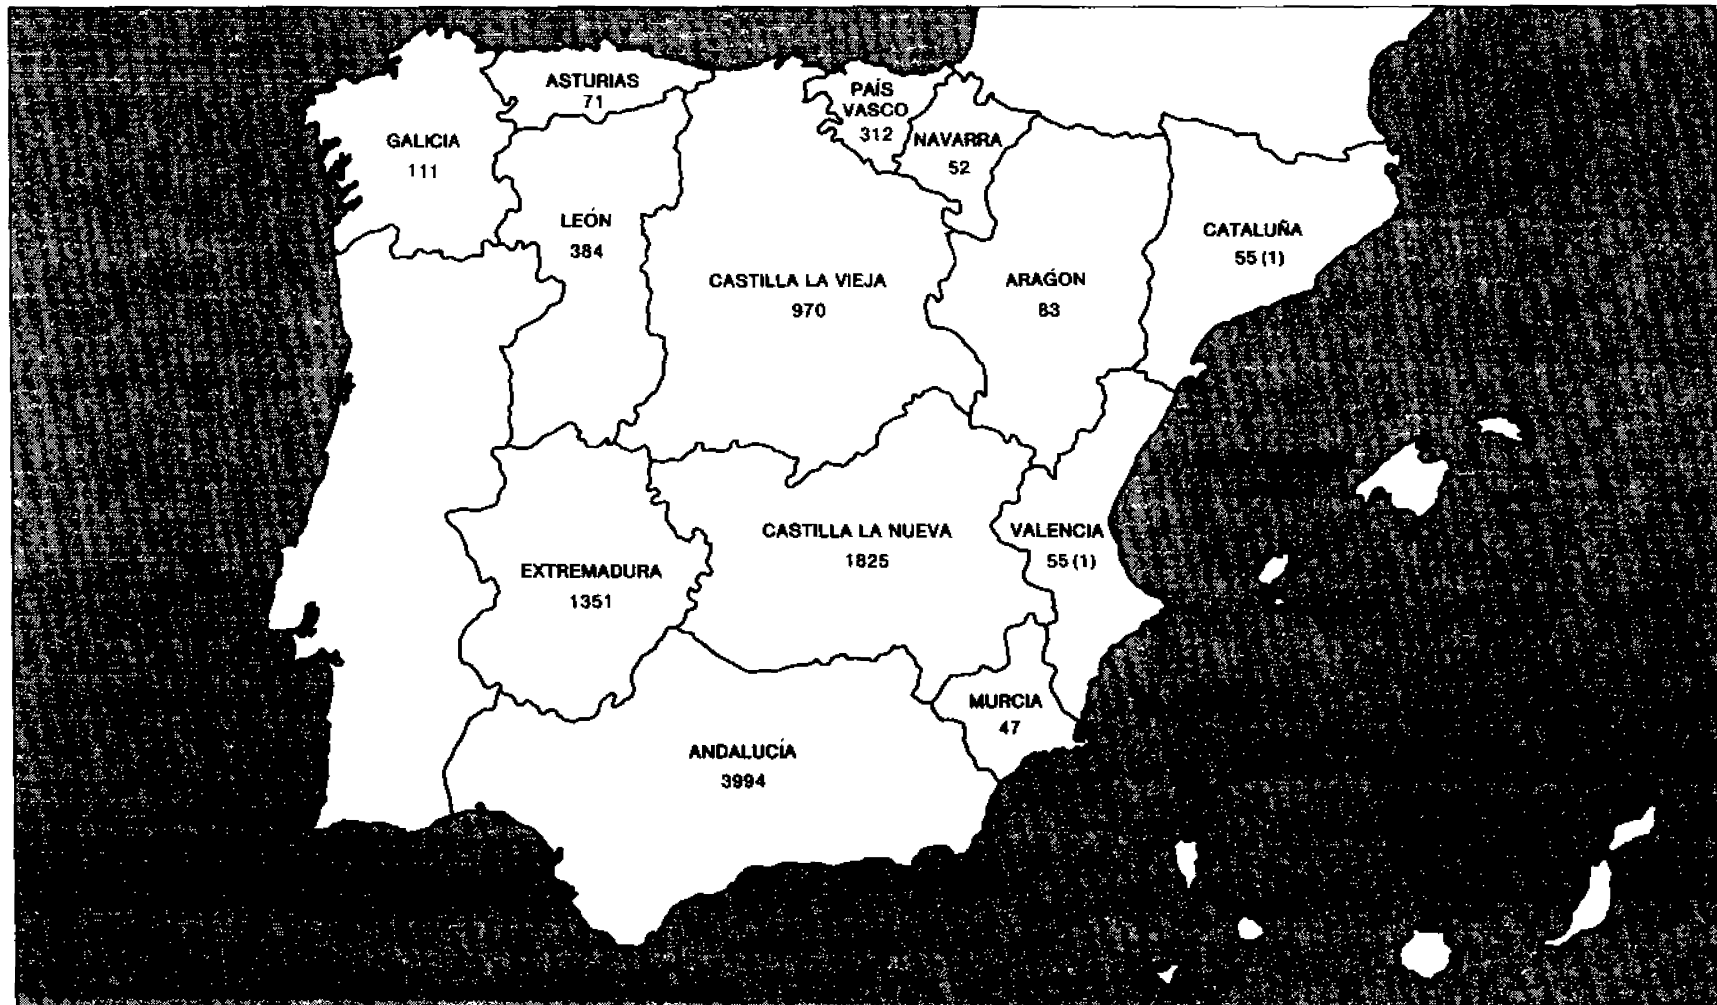 ASTURIAS
71
PAÍS
VASCO
312
GALICIA
111
NAVARRA
52
LEÓN
384
CATALUÑA
55 (1)
CASTILLA LA VIEJA
970
ARAGÓN
83
CASTILLA LA NUEVA
1825
VALENCIA
55 (1)
EXTREMADURA
1351
MURCIA
47
ANDALUCÍA
3994